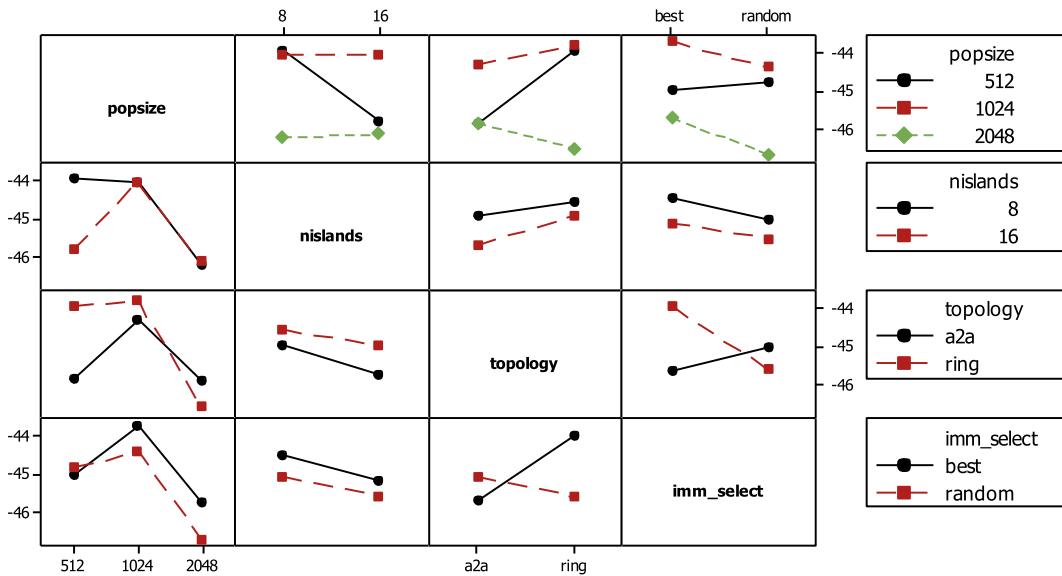 8 16 best random
popsize
-44
-45
-46
popsize
512
1024
2048
-44
-45
-46
nislands
nislands
8
16
topology
-44
-45
-46
topology
a2a
ring
-44
-45
-46
imm_select
imm_select
best
random
512 1024 2048 a2a ring